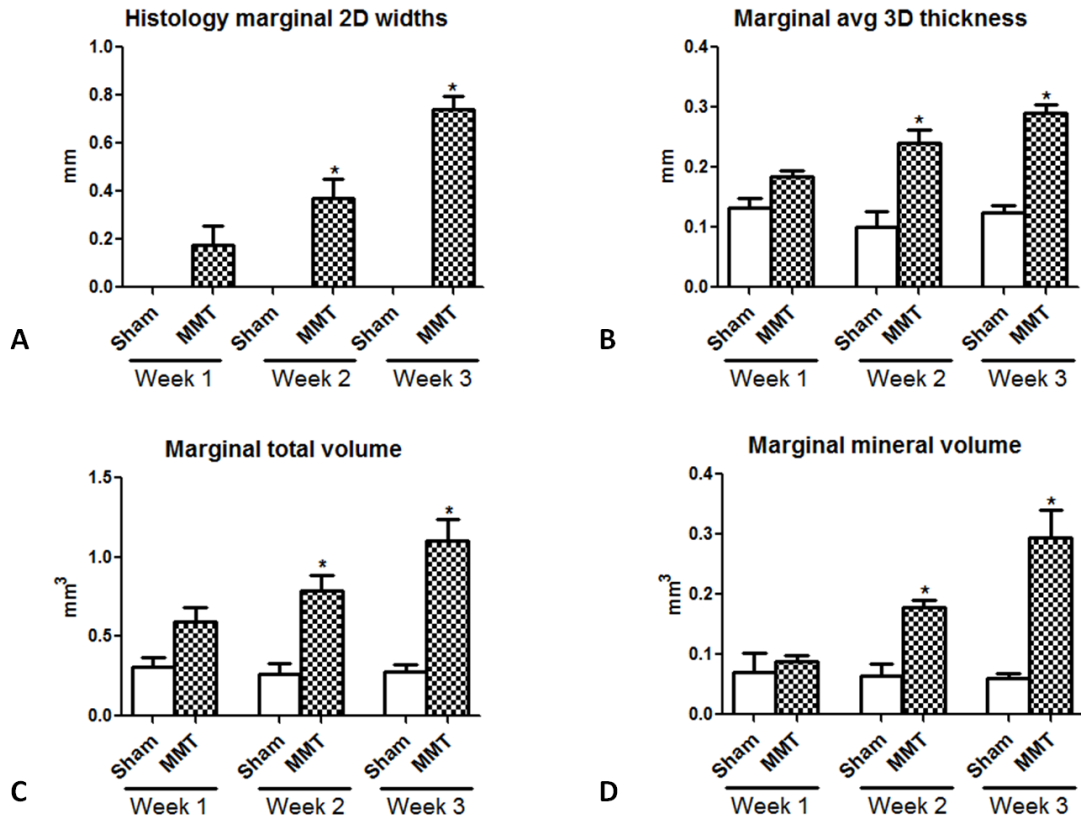 Histology marginal 2D widths
1.0
0.8
0.6
0.4
0.2
0.0
mm
*
*
Sham
MMT
Sham
MMT
Sham
MMT
Week 1
Week 2
Week 3
A
Marginal avg 3D thickness
0.4
0.3
0.2
0.1
0.0
mm
*
*
Sham
MMT
Sham
MMT
Sham
MMT
Week 1
Week 2
Week 3
B
Marginal total volume
1.5
1.0
0.5
0.0
mm³
*
*
Sham
MMT
Sham
MMT
Sham
MMT
Week 1
Week 2
Week 3
C
Marginal mineral volume
0.4
0.3
0.2
0.1
0.0
mm³
*
*
Sham
MMT
Sham
MMT
Sham
MMT
Week 1
Week 2
Week 3
D